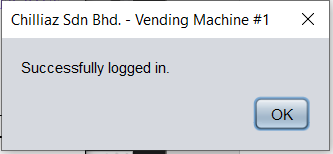 Chilliaz Sdn Bhd. - Vending Machine #1
Successfully logged in.
OK